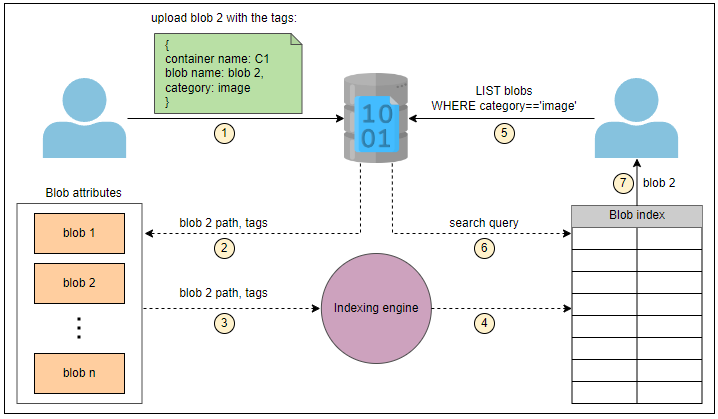 upload blob 2 with the tags:
{
container name: C1
blob name: blob 2,
category: image
}
1
10
01
LIST blobs
WHERE category=='image'
5
7
blob 2
Blob attributes
blob 1
blob 2
blob n
blob 2 path, tags
2
search query
6
Blob index
blob 2 path, tags
3
Indexing engine
4